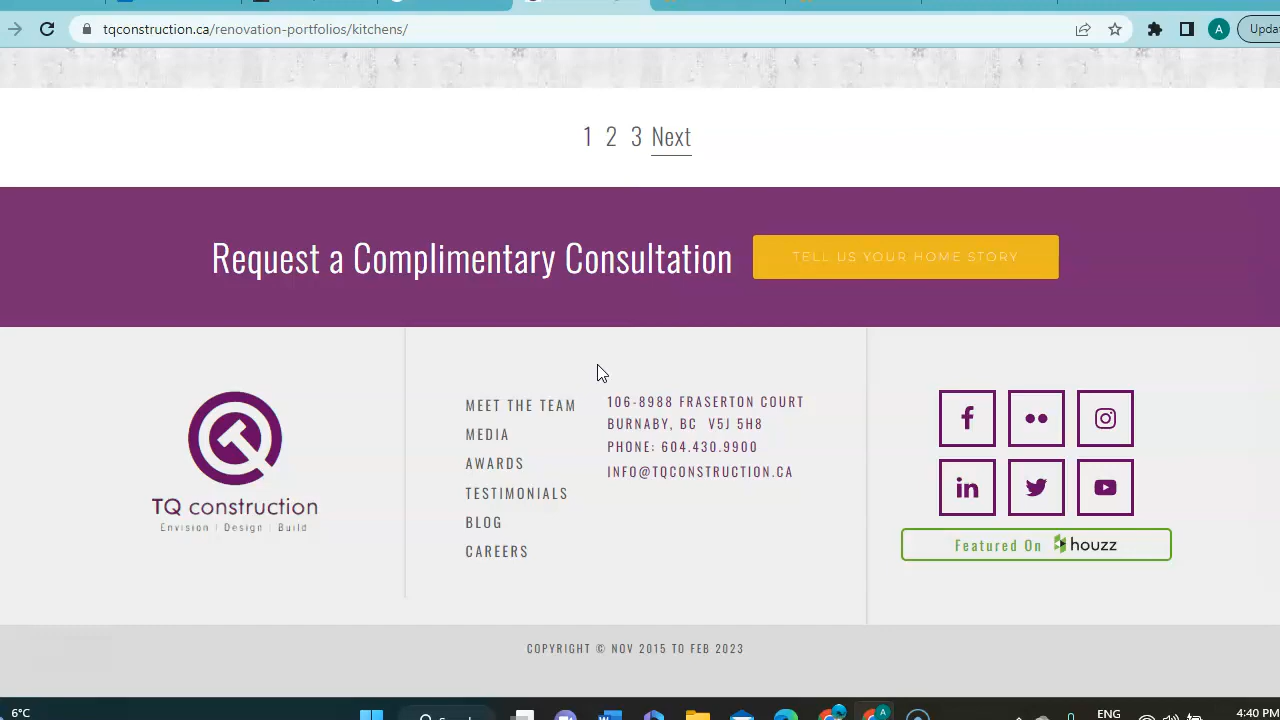 tqconstruction.ca/renovation-portfolios/kitchens/
A
1 2 3 Next
Request a Complimentary Consultation
TELL US YOUR HOME STORY
TQ construction
Envision | Design | Build
MEET THE TEAM
MEDIA
AWARDS
TESTIMONIALS
BLOG
CAREERS
106-8988 FRASERTON COURT
BURNABY, BC V5J 5H8
PHONE: 604.430.9900
INFO@TQCONSTRUCTION.CA
Featured On houzz
COPYRIGHT © NOV 2015 TO FEB 2023
6°C
A
ENG
4:40 PM